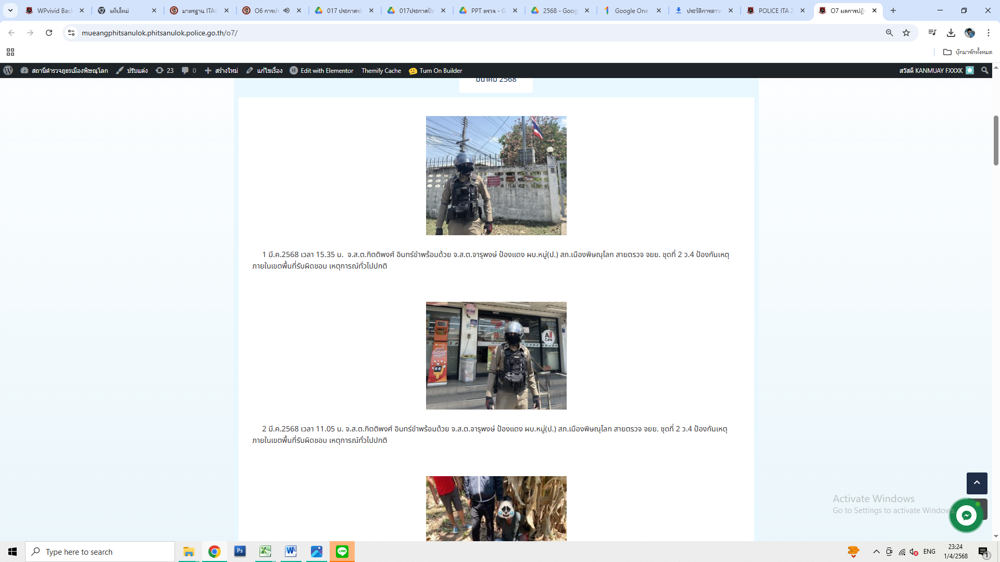 WPvivid Back
แท็บใหม่
มาตรฐาน ITA
O6 การปร
017 ประกาศ
017ประกาศ
PPT ตรวจ - G
2568 - Goog
Google One
ประวัติการดาว
POLICE ITA 2
O7 ผลการปฏิ
mueangphitsanulok.phitsanulok.police.go.th/o7/
บุ๊กมาร์กทั้งหมด
สถานีตำรวจภูธรเมืองพิษณุโลก
ปรับแต่ง
23
0
สร้างใหม่
แก้ไขเรื่อง
Edit with Elementor
Themify Cache
Turn On Builder
สวัสดี KANMUAY FXXXK
มีนาคม 2568
1 มี.ค.2568 เวลา 15.35 น. จ.ส.ต.กิตติพงศ์ อินทร์ขำพร้อมด้วย จ.ส.ต.จารุพงษ์ ป้องแดง ผบ.หมู่(ป.) สภ.เมืองพิษณุโลก สายตรวจ จยย. ชุดที่ 2 ว.4 ป้องกันเหตุ
ภายในเขตพื้นที่รับผิดชอบ เหตุการณ์ทั่วไปปกติ
All
Café
2 มี.ค.2568 เวลา 11.05 น. จ.ส.ต.กิตติพงศ์ อินทร์ขำพร้อมด้วย จ.ส.ต.จารุพงษ์ ป้องแดง ผบ.หมู่(ป.) สภ.เมืองพิษณุโลก สายตรวจ จยย. ชุดที่ 2 ว.4 ป้องกันเหตุ
ภายในเขตพื้นที่รับผิดชอบ เหตุการณ์ทั่วไปปกติ
Activate Windows
Go to Settings to activate Windows.
Type here to search
Ps
LINE
ENG
23:24
1/4/2568
1